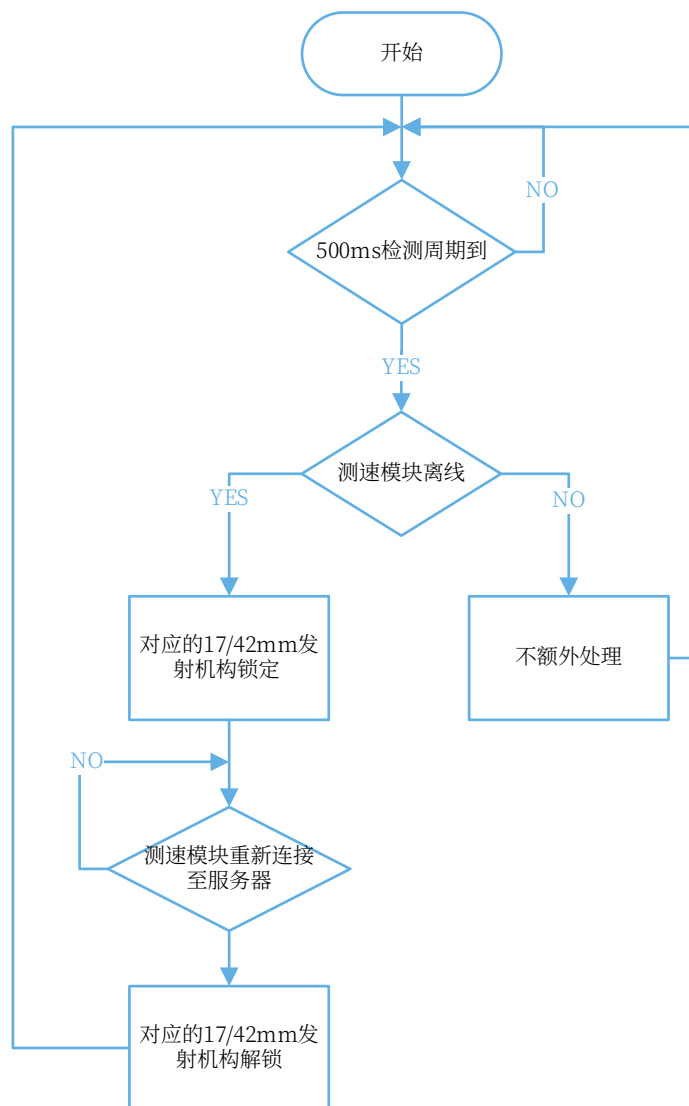 开始
NO
500ms检测周期到
YES
测速模块离线
YES
NO
对应的17/42mm发
射机构锁定
不额外处理
NO
测速模块重新连接
至服务器
对应的17/42mm发
射机构解锁